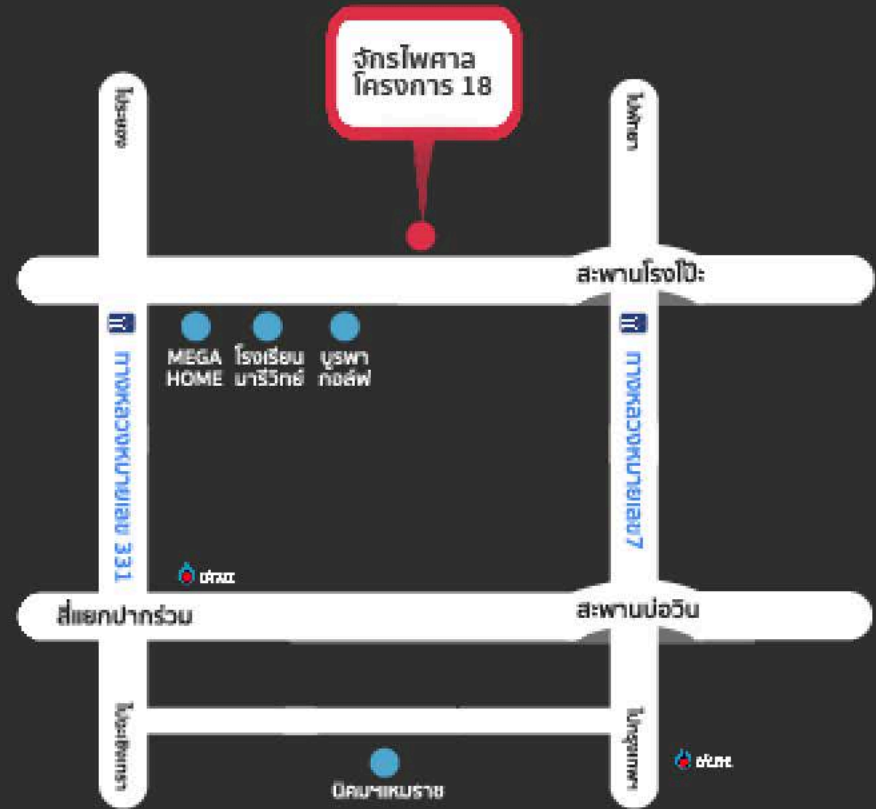 จักรไพศาล
โครงการ 18
ไประยอง
ไปพัทยา
สะพานโรงโป๊ะ
MEGA
HOME
โรงเรียน
มารีวิทย์
บูรพา
กอล์ฟ
ทางหลวงหมายเลข 331
ทางหลวงหมายเลข7
ปตท.
สี่แยกปากร่วม
สะพานบ่อวิน
ไปฉะเชิงเทรา
ไปกรุงเทพฯ
ปตท.
นิคมฯเหมราช